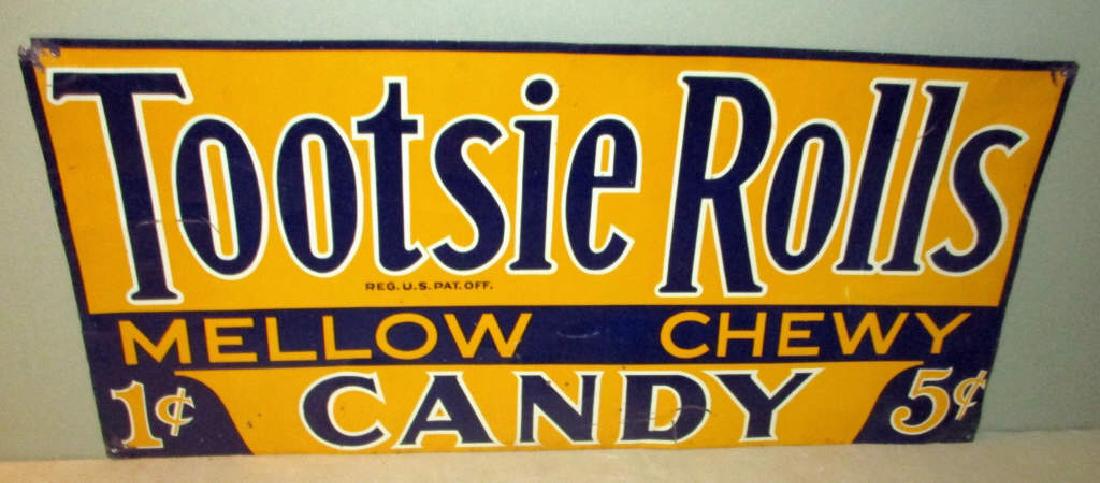 Tootsie Rolls
REG. U.S. PAT. OFF.
MELLOW CHEWY
1¢ CANDY 5¢